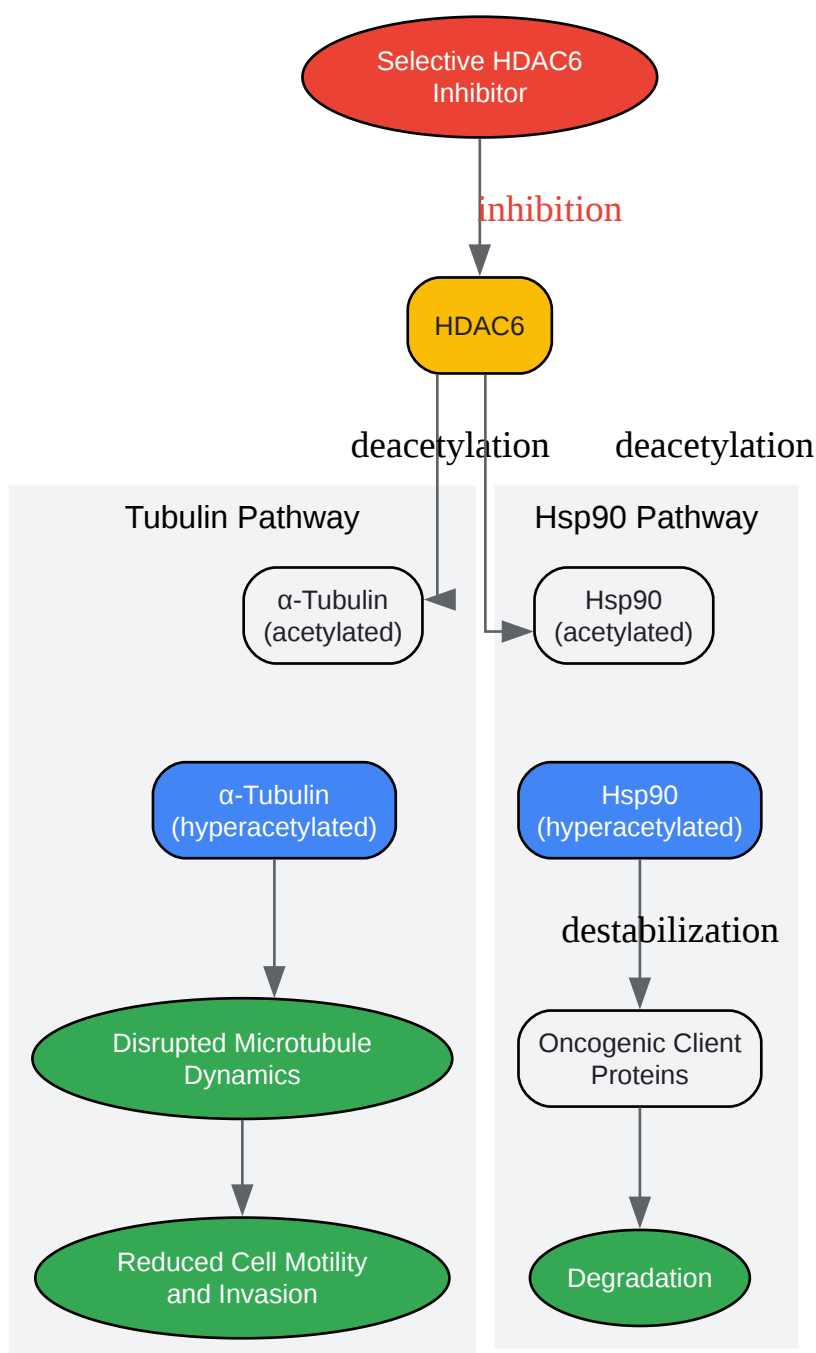 Selective HDAC6
Inhibitor
inhibition
HDAC6
deacetylation
deacetylation
Tubulin Pathway
Hsp90 Pathway
α-Tubulin
(acetylated)
Hsp90
(acetylated)
α-Tubulin
(hyperacetylated)
Hsp90
(hyperacetylated)
destabilization
Disrupted Microtubule
Dynamics
Oncogenic Client
Proteins
Reduced Cell Motility
and Invasion
Degradation